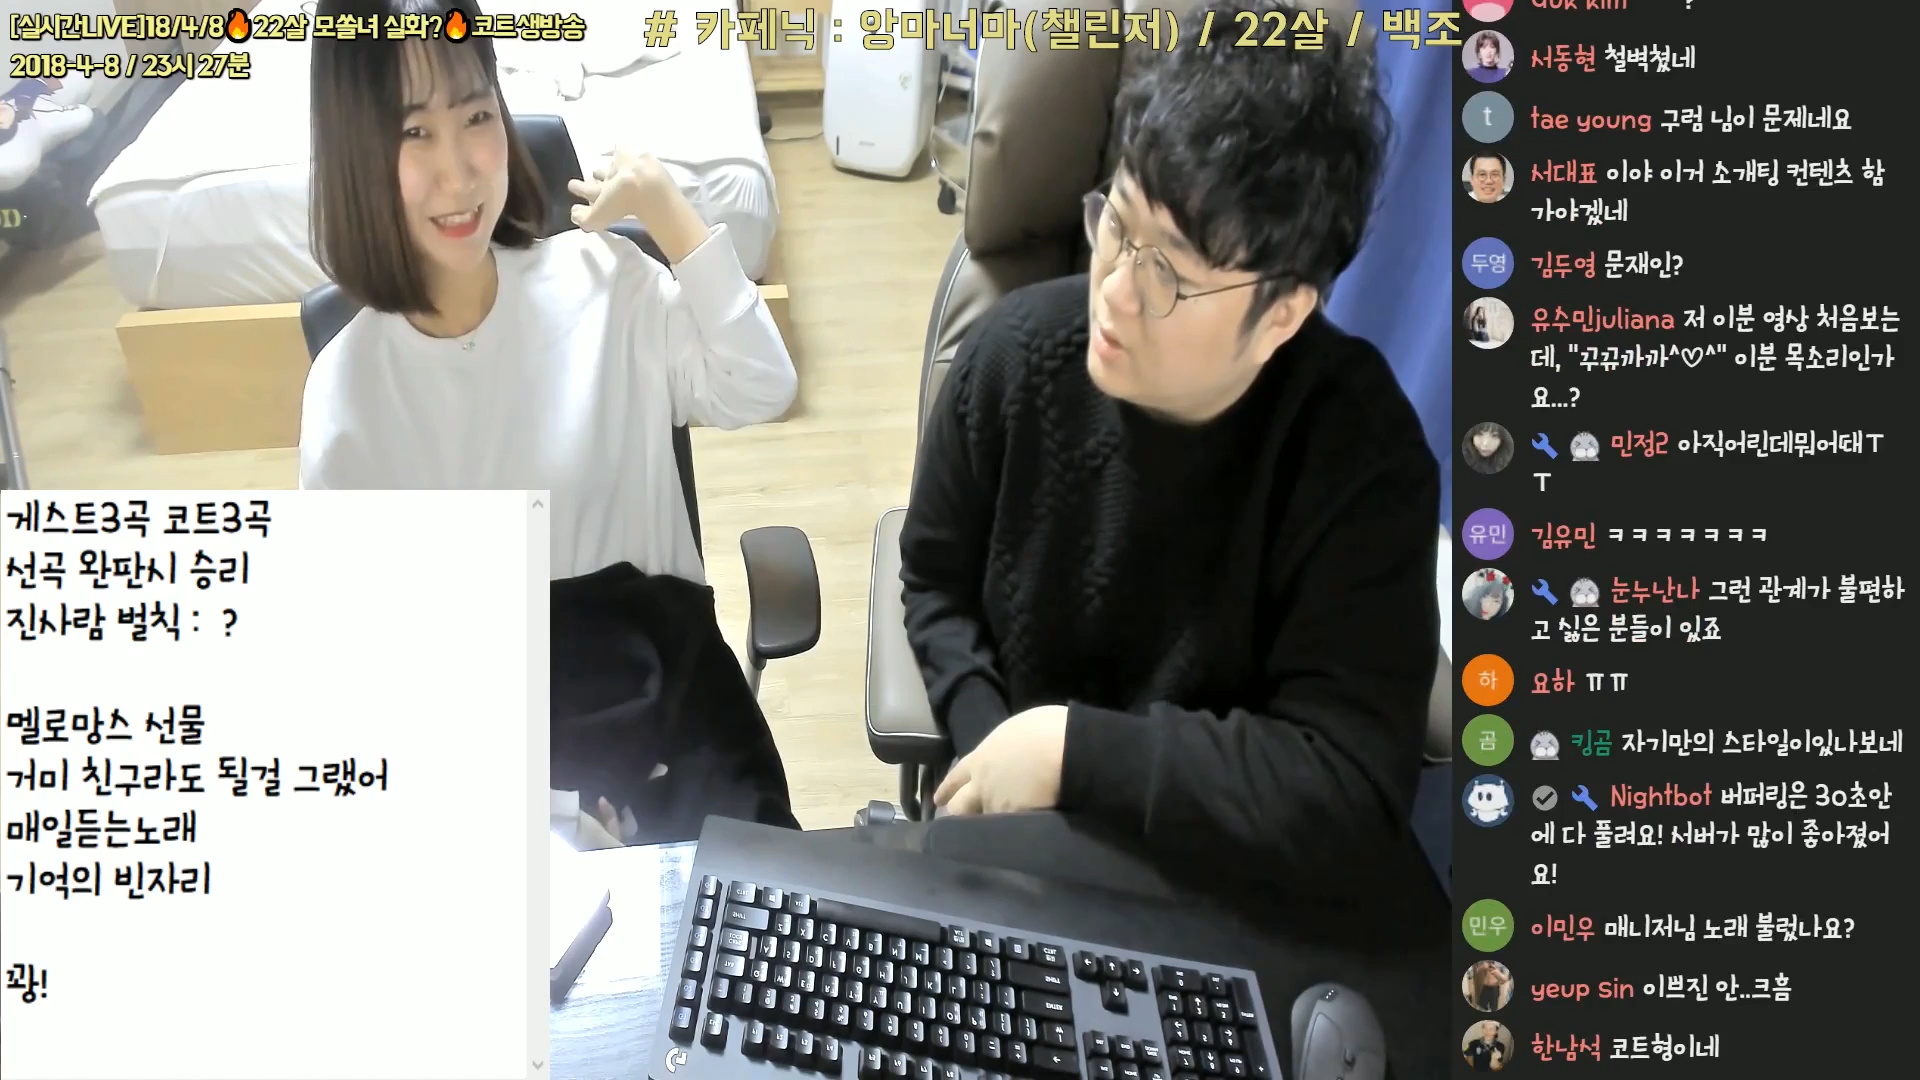 [실시간LIVE]18/4/8🔥22살 모쏠녀 실화?🔥코트생방송
2018-4-8 / 23시 27분
# 카페닉 : 앙마너마(챌린저) / 22살 / 백조
게스트3곡 코트3곡
선곡 완판시 승리
진사람 벌칙 : ?
멜로망스 선물
거미 친구라도 될걸 그랬어
매일듣는노래
기억의 빈자리
꽝!
서동현 철벽쳤네
t
tae young 구럼 님이 문제네요
서대표 이야 이거 소개팅 컨텐츠 함
가야겠네
두영
김두영 문재인?
유수민juliana 저 이분 영상 처음보는
데, "꾸뀨까까^♡^" 이분 목소리인가
요...?
민정2 아직어린데뭐어때ㅜ
ㅜ
유민
김유민 ㅋㅋㅋㅋㅋㅋㅋ
눈누난나 그런 관계가 불편하
고 싫은 분들이 있죠
하
요하 ㅠㅠ
곰
킹곰 자기만의 스타일이있나보네
Nightbot 버퍼링은 30초안
에 다 풀려요! 서버가 많이 좋아졌어
요!
민우
이민우 매니저님 노래 불렀나요?
yeup sin 이쁘진 안..크흠
한남석 코트형이네